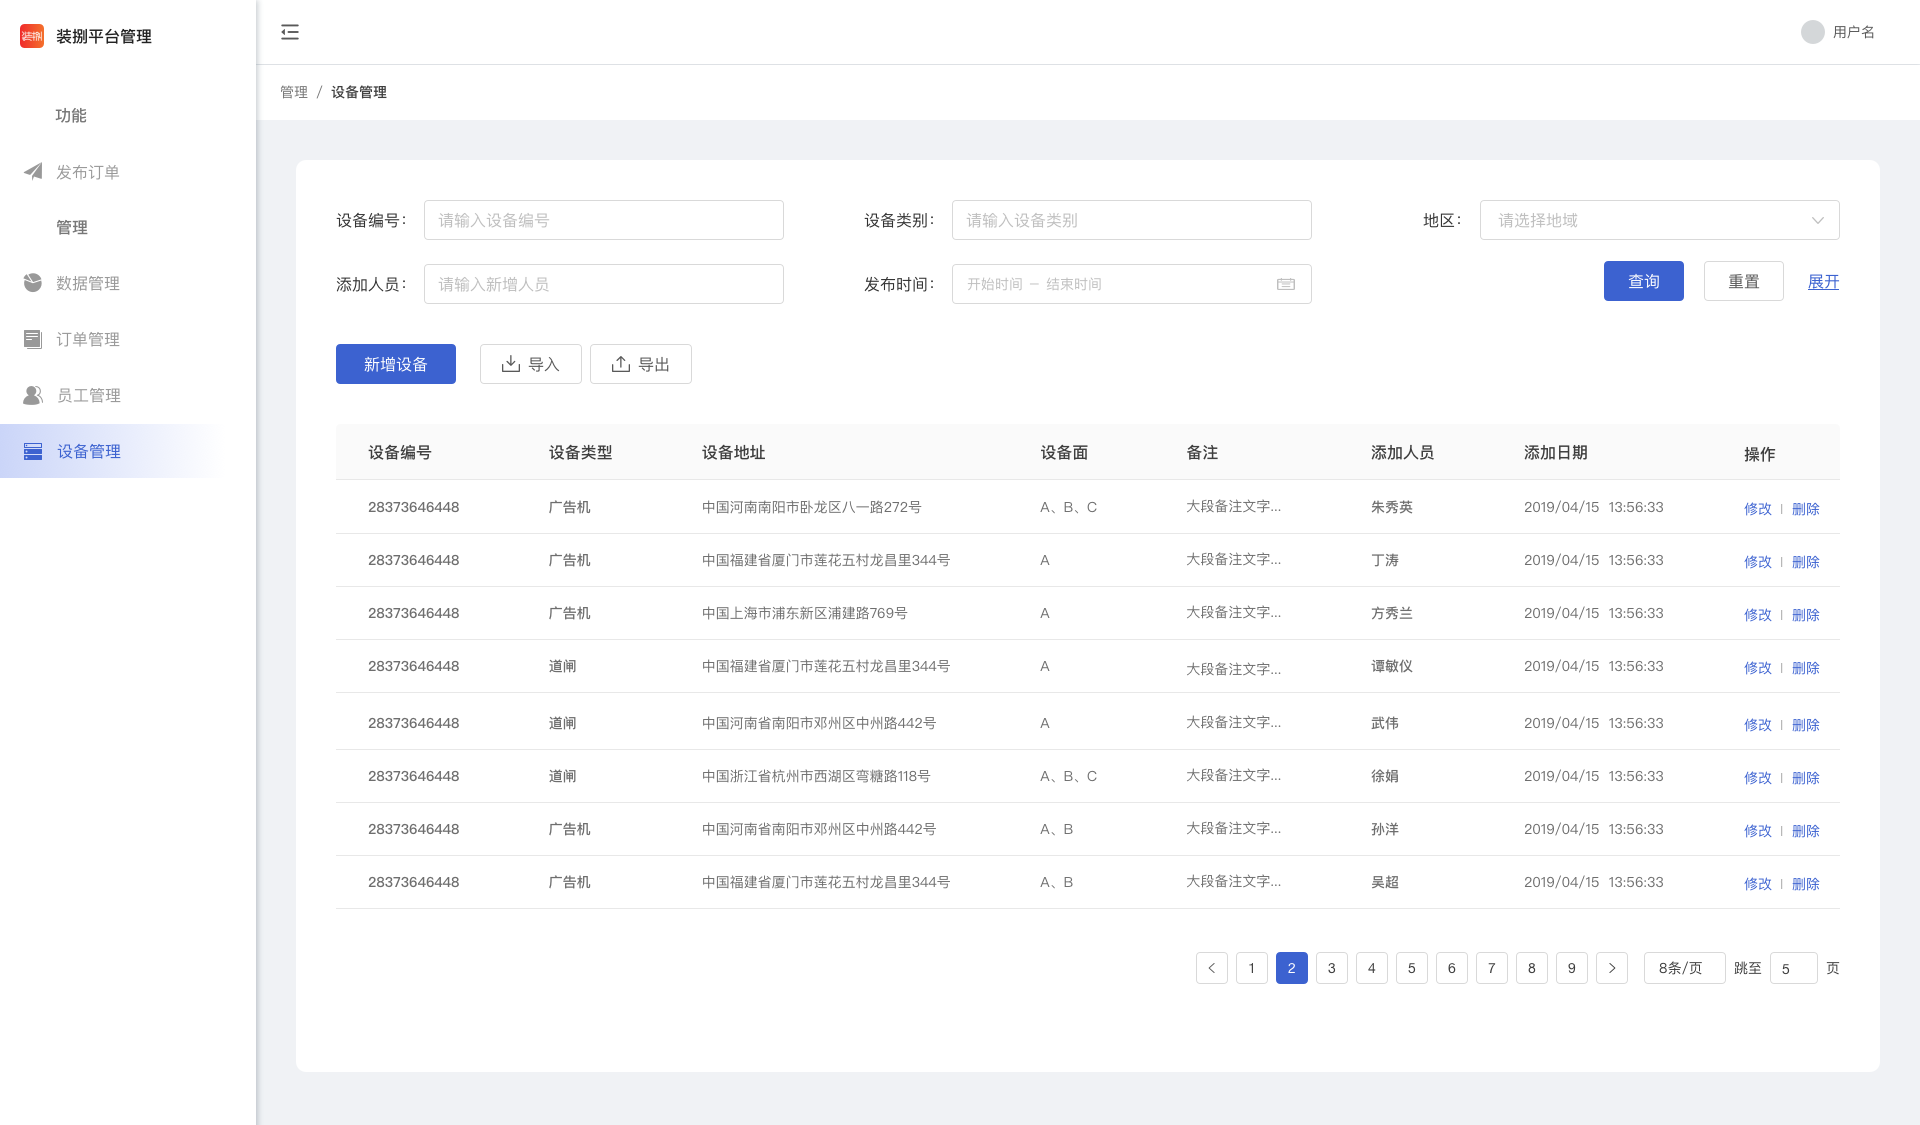 装捌
装捌平台管理
用户名
管理 / 设备管理
功能
发布订单
管理
数据管理
订单管理
员工管理
设备管理
设备编号： 请输入设备编号
设备类别： 请输入设备类别
地区： 请选择地域
添加人员： 请输入新增人员
发布时间： 开始时间 – 结束时间
查询 重置 展开
新增设备 导入 导出
设备编号 设备类型 设备地址 设备面 备注 添加人员 添加日期 操作
28373646448 广告机 中国河南南阳市卧龙区八一路272号 A、B、C 大段备注文字... 朱秀英 2019/04/15 13:56:33 修改 | 删除
28373646448 广告机 中国福建省厦门市莲花五村龙昌里344号 A 大段备注文字... 丁涛 2019/04/15 13:56:33 修改 | 删除
28373646448 广告机 中国上海市浦东新区浦建路769号 A 大段备注文字... 方秀兰 2019/04/15 13:56:33 修改 | 删除
28373646448 道闸 中国福建省厦门市莲花五村龙昌里344号 A 大段备注文字... 谭敏仪 2019/04/15 13:56:33 修改 | 删除
28373646448 道闸 中国河南省南阳市邓州区中州路442号 A 大段备注文字... 武伟 2019/04/15 13:56:33 修改 | 删除
28373646448 道闸 中国浙江省杭州市西湖区弯糖路118号 A、B、C 大段备注文字... 徐娟 2019/04/15 13:56:33 修改 | 删除
28373646448 广告机 中国河南省南阳市邓州区中州路442号 A、B 大段备注文字... 孙洋 2019/04/15 13:56:33 修改 | 删除
28373646448 广告机 中国福建省厦门市莲花五村龙昌里344号 A、B 大段备注文字... 吴超 2019/04/15 13:56:33 修改 | 删除
1 2 3 4 5 6 7 8 9 8条/页 跳至 5 页